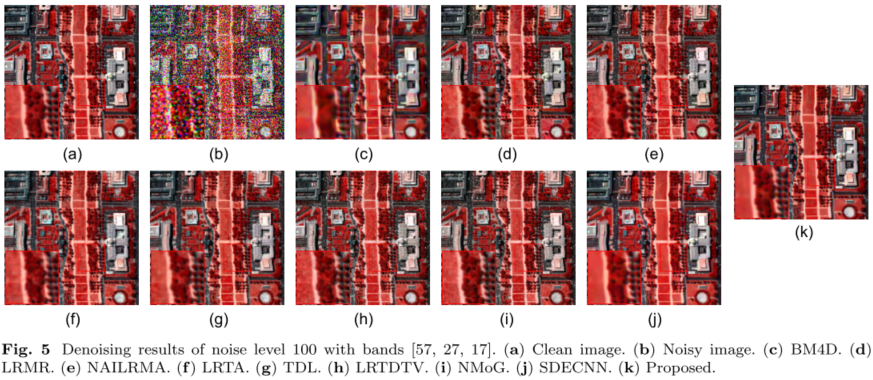 (a) (b) (c) (d) (e)
(k)
(f) (g) (h) (i) (j)
Fig. 5 Denoising results of noise level 100 with bands [57, 27, 17]. (a) Clean image. (b) Noisy image. (c) BM4D. (d)
LRMR. (e) NAILRMA. (f) LRTA. (g) TDL. (h) LRTDTV. (i) NMoG. (j) SDECNN. (k) Proposed.